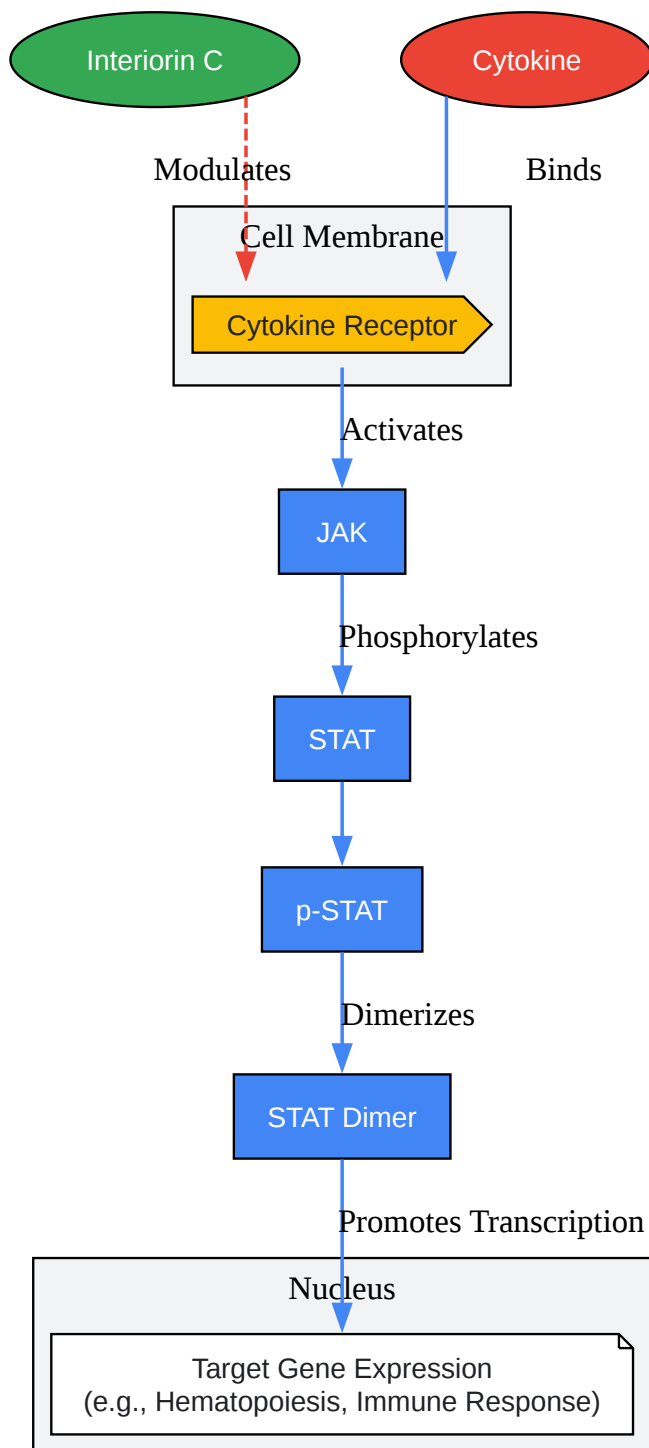 Interiorin C
Cytokine
Modulates
Binds
Cell Membrane
Cytokine Receptor
Activates
JAK
Phosphorylates
STAT
p-STAT
Dimerizes
STAT Dimer
Promotes Transcription
Nucleus
Target Gene Expression
(e.g., Hematopoiesis, Immune Response)